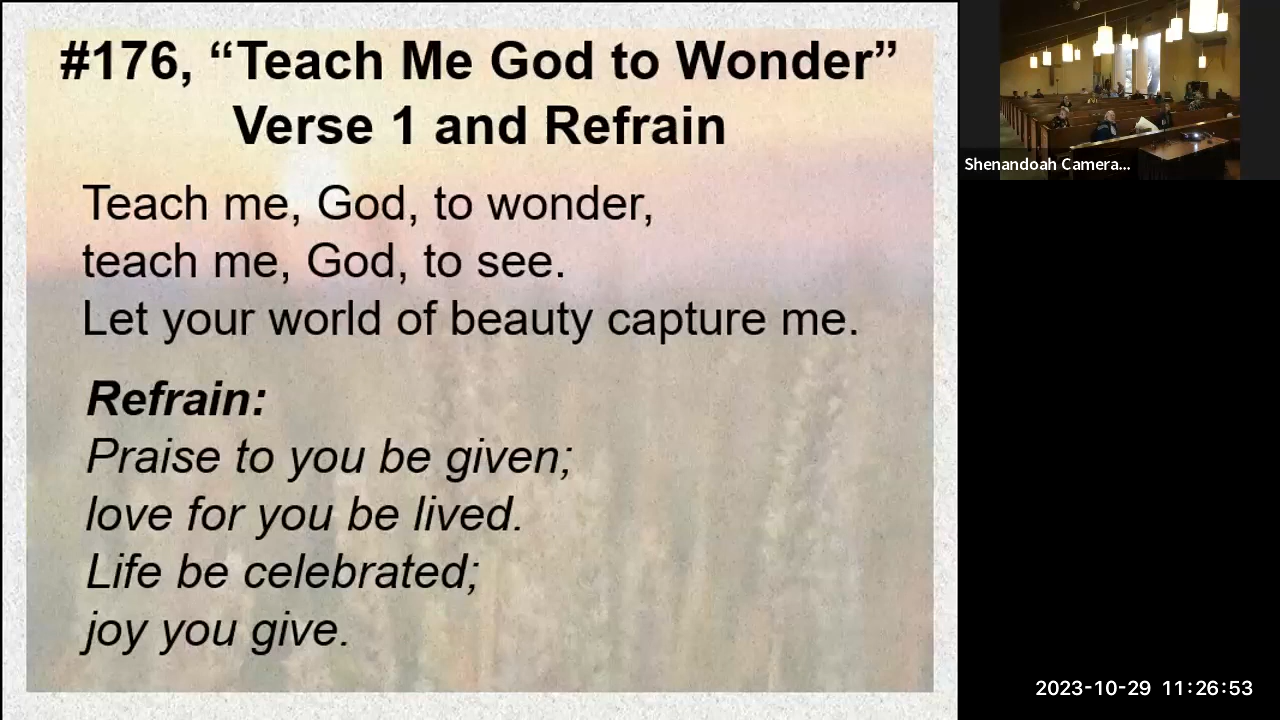 #176, “Teach Me God to Wonder”
Verse 1 and Refrain
Teach me, God, to wonder,
teach me, God, to see.
Let your world of beauty capture me.
Refrain:
Praise to you be given;
love for you be lived.
Life be celebrated;
joy you give.
Shenandoah Camera...
2023-10-29 11:26:53